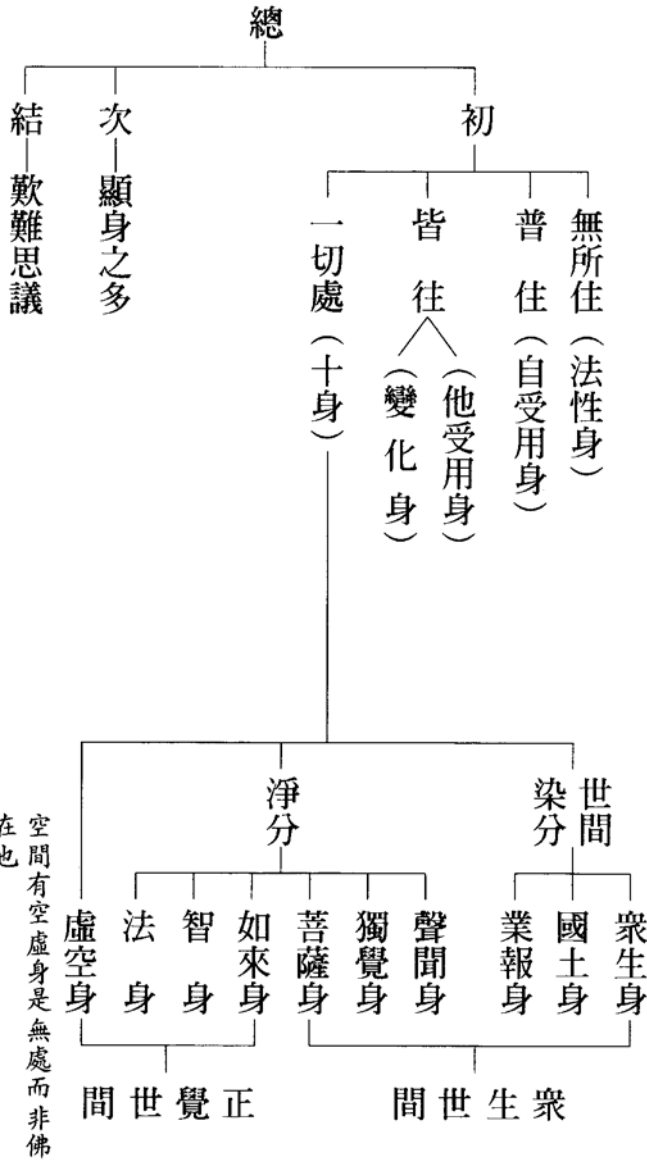 總
初
次—顯身之多
結—歎難思議
無所住（法性身）
普住（自受用身）
皆往
（他受用身）
（變化身）
一切處（十身）
世間
染分
淨分
衆生身
國土身
業報身
聲聞身
獨覺身
菩薩身
如來身
智身
法身
虛空身
間世生衆
間世覺正
空間有空虛身是無處而非佛
在也